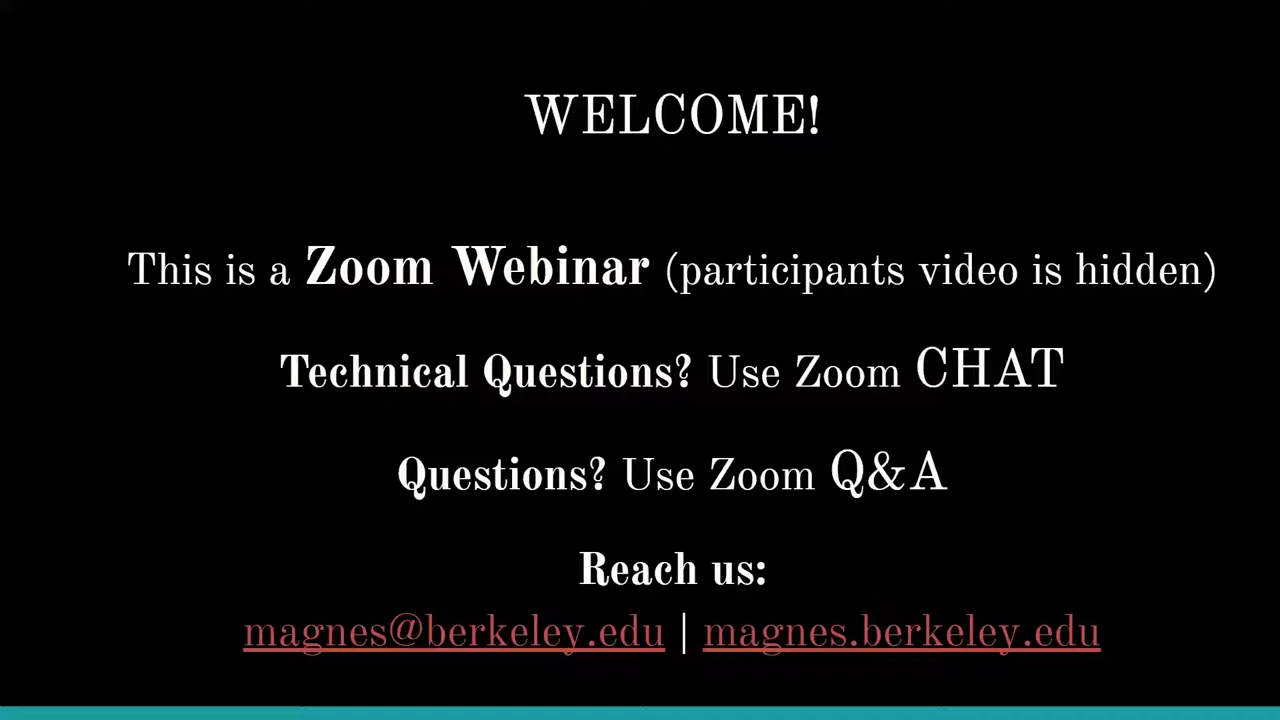 WELCOME!
This is a Zoom Webinar (participants video is hidden)
Technical Questions? Use Zoom CHAT
Questions? Use Zoom Q&A
Reach us:
magnes@berkeley.edu | magnes.berkeley.edu